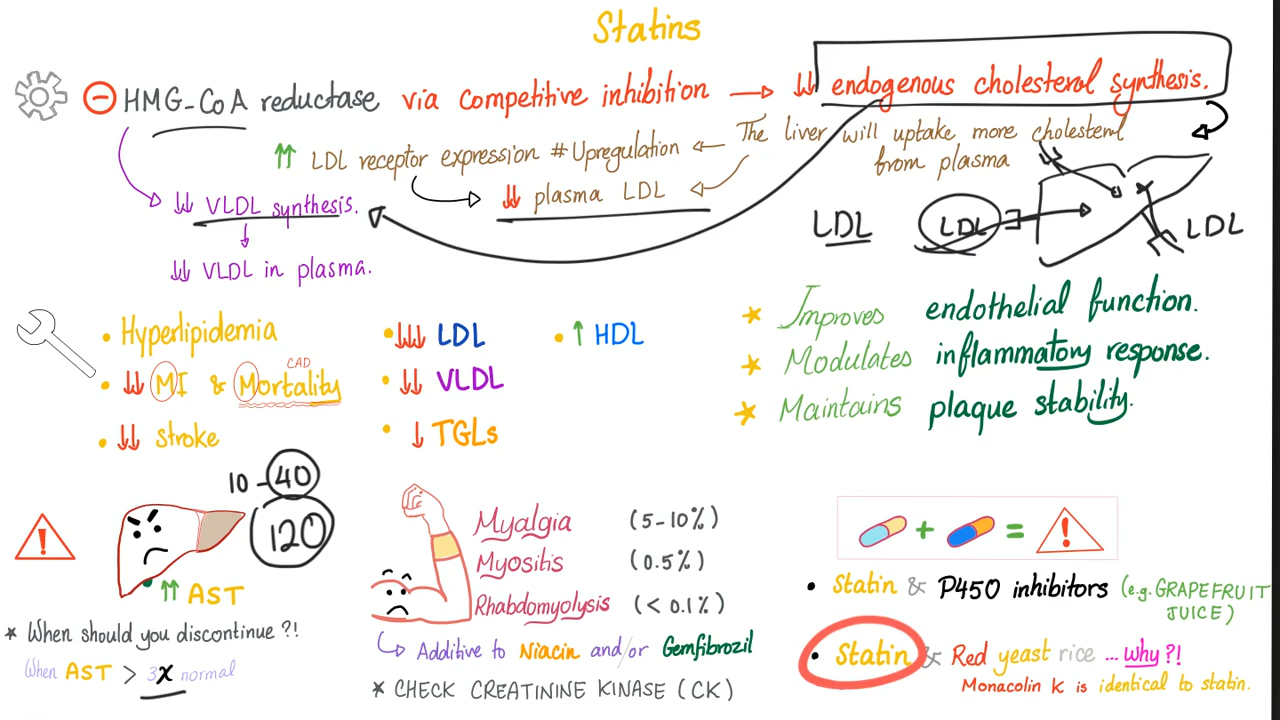 Statins
⊖ HMG-CoA reductase via competitive inhibition → ↓↓ endogenous cholesterol synthesis.
The liver will uptake more cholesterol
from plasma
↑↑ LDL receptor expression #Upregulation ←
↓↓ plasma LDL ←
↓↓ VLDL synthesis.
↓↓ VLDL in plasma.
LDL
LDL
LDL
• Hyperlipidemia
CAD
• ↓↓ MI & Mortality
• ↓↓ stroke
• ↓↓↓ LDL
• ↓↓ VLDL
• ↓ TGLs
• ↑ HDL
★ Improves endothelial function.
★ Modulates inflammatory response.
★ Maintains plaque stability.
10 - 40
120
!
↑↑ AST
* When should you discontinue ?!
When AST > 3x normal
Myalgia (5-10%)
Myositis (0.5%)
Rhabdomyolysis (< 0.1%)
↳ Additive to Niacin and/or Gemfibrozil
* CHECK CREATININE KINASE (CK)
+ = !
• Statin & P450 inhibitors (e.g. GRAPEFRUIT
JUICE)
• Statin & Red yeast rice ... Why ?!
Monacolin K is identical to statin.